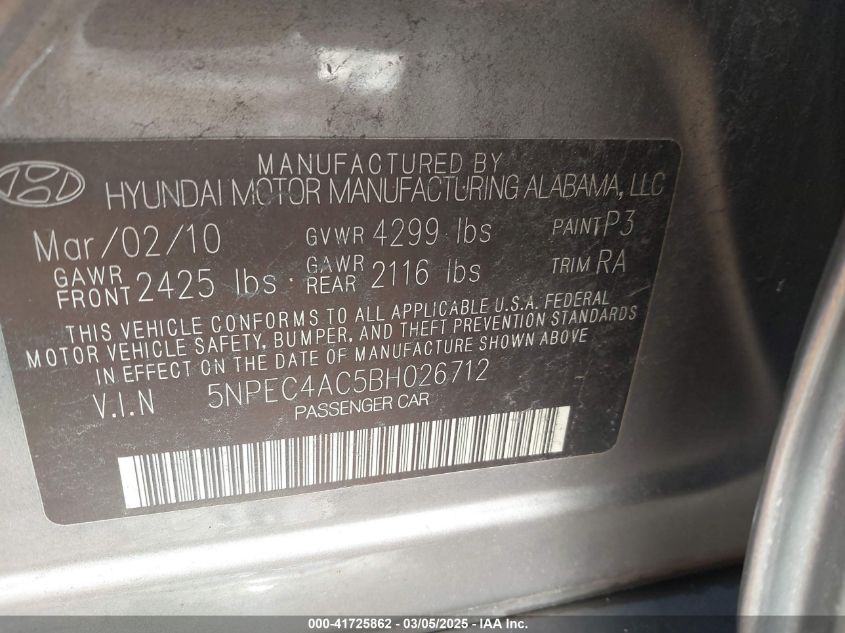 MANUFACTURED BY
HYUNDAI MOTOR MANUFACTURING ALABAMA, LLC
Mar/02/10 GVWR 4299 lbs PAINT P3
GAWR FRONT 2425 lbs GAWR REAR 2116 lbs TRIM RA
THIS VEHICLE CONFORMS TO ALL APPLICABLE U.S.A. FEDERAL
MOTOR VEHICLE SAFETY, BUMPER, AND THEFT PREVENTION STANDARDS
IN EFFECT ON THE DATE OF MANUFACTURE SHOWN ABOVE
V.I.N 5NPEC4AC5BH026712
PASSENGER CAR
000-41725862 - 03/05/2025 - IAA Inc.